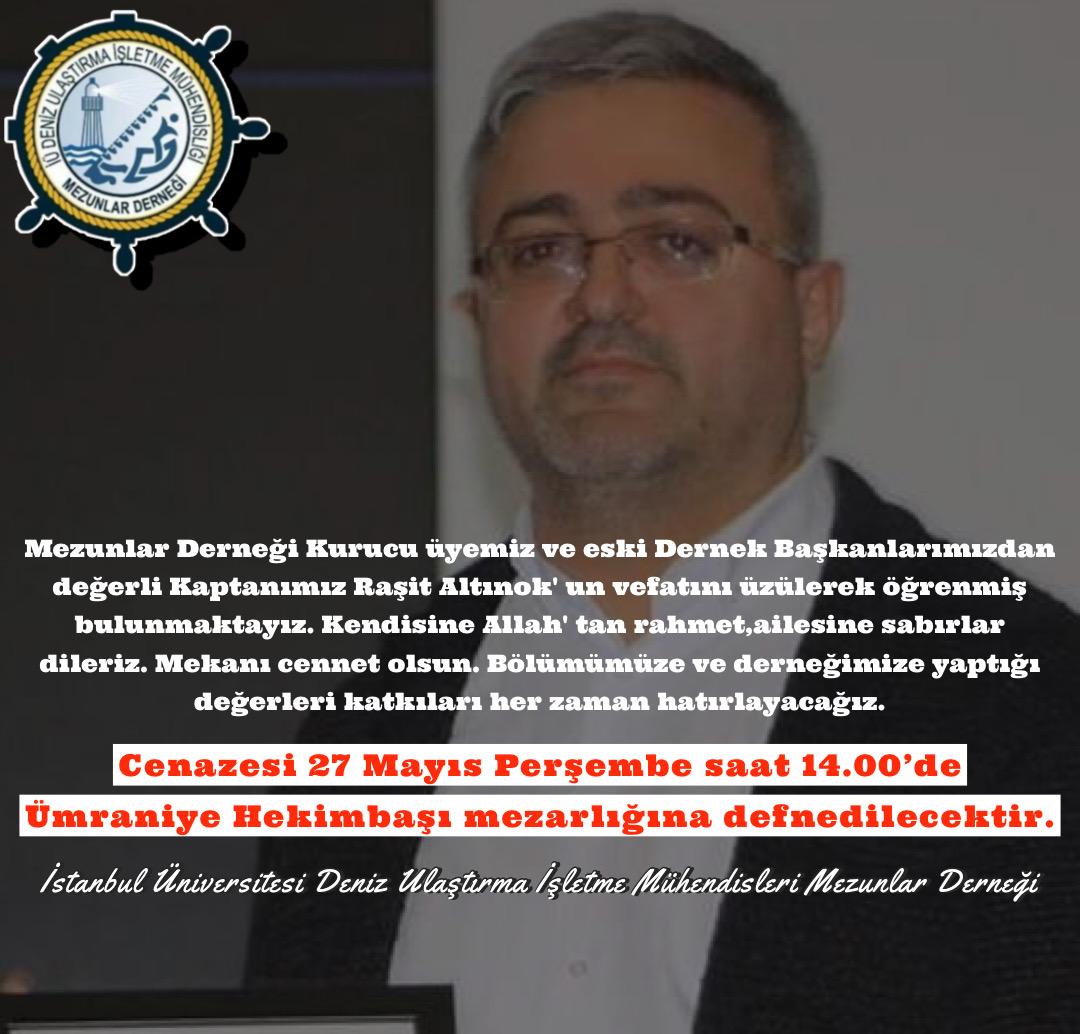 İÜ DENİZ ULAŞTIRMA İŞLETME MÜHENDİSLİĞİ
MEZUNLAR DERNEĞİ
Mezunlar Derneği Kurucu üyemiz ve eski Dernek Başkanlarımızdan
değerli Kaptanımız Raşit Altınok' un vefatını üzülerek öğrenmiş
bulunmaktayız. Kendisine Allah' tan rahmet,ailesine sabırlar
dileriz. Mekanı cennet olsun. Bölümümüze ve derneğimize yaptığı
değerleri katkıları her zaman hatırlayacağız.
Cenazesi 27 Mayıs Perşembe saat 14.00’de
Ümraniye Hekimbaşı mezarlığına defnedilecektir.
İstanbul Üniversitesi Deniz Ulaştırma İşletme Mühendisleri Mezunlar Derneği